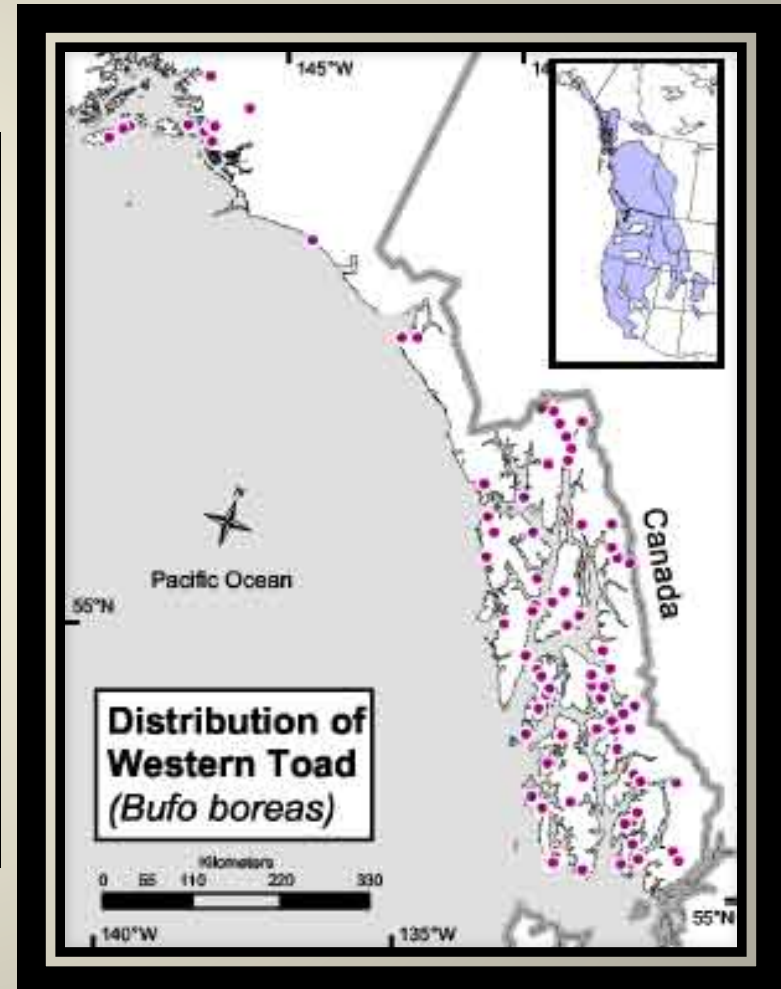 145°W
14
Canada
N
Pacific Ocean
55°N
Distribution of
Western Toad
(Bufo boreas)
Kilometers
0 55 110 220 330
55°N
140°W
135°W